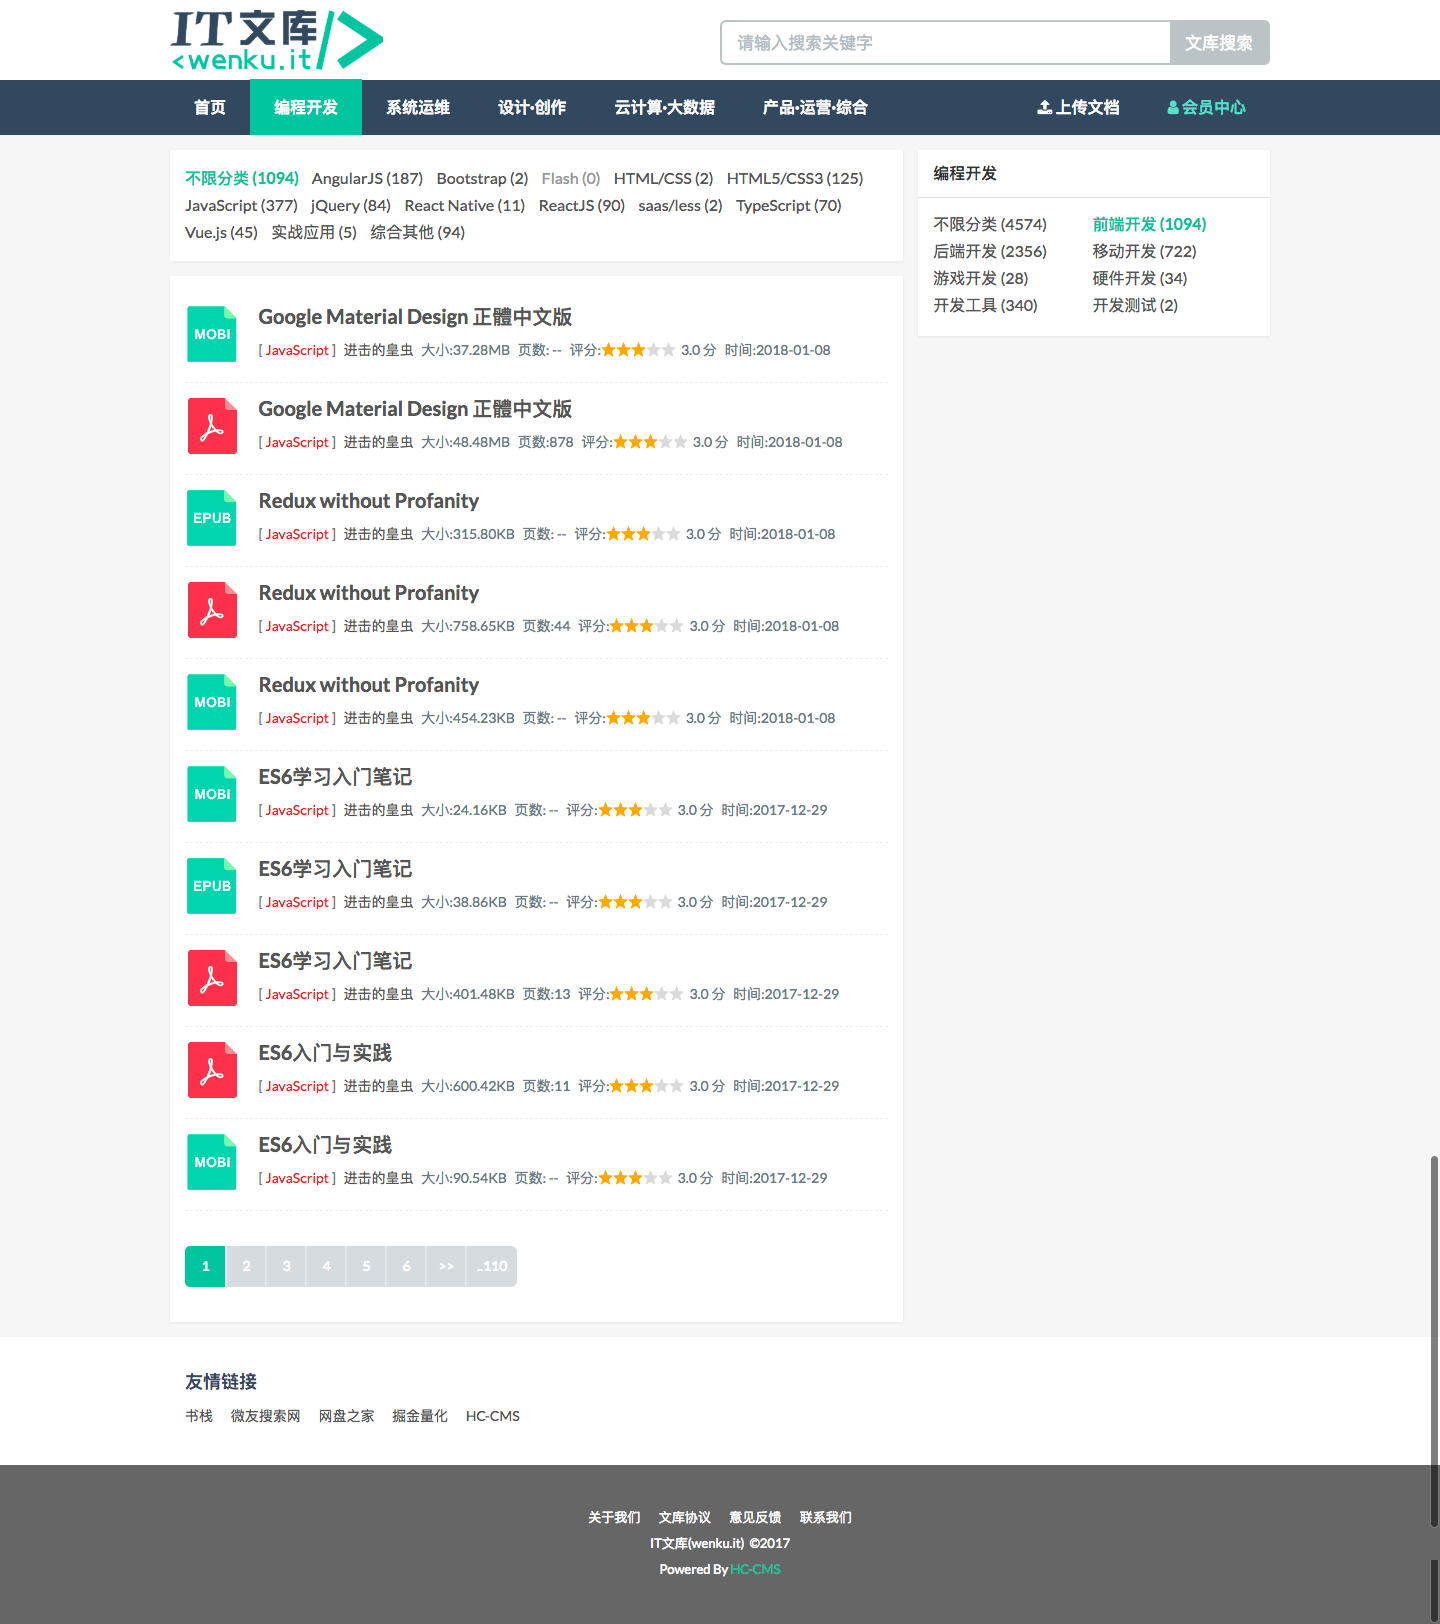 IT文库/>
<wenku.it
请输入搜索关键字 文库搜索
首页 编程开发 系统运维 设计•创作 云计算•大数据 产品•运营•综合 上传文档 会员中心
不限分类 (1094) AngularJS (187) Bootstrap (2) Flash (0) HTML/CSS (2) HTML5/CSS3 (125)
JavaScript (377) jQuery (84) React Native (11) ReactJS (90) saas/less (2) TypeScript (70)
Vue.js (45) 实战应用 (5) 综合其他 (94)
编程开发
不限分类 (4574) 前端开发 (1094)
后端开发 (2356) 移动开发 (722)
游戏开发 (28) 硬件开发 (34)
开发工具 (340) 开发测试 (2)
MOBI
Google Material Design 正體中文版
[ JavaScript ] 进击的皇虫 大小:37.28MB 页数: -- 评分: 3.0 分 时间:2018-01-08
Google Material Design 正體中文版
[ JavaScript ] 进击的皇虫 大小:48.48MB 页数:878 评分: 3.0 分 时间:2018-01-08
EPUB
Redux without Profanity
[ JavaScript ] 进击的皇虫 大小:315.80KB 页数: -- 评分: 3.0 分 时间:2018-01-08
Redux without Profanity
[ JavaScript ] 进击的皇虫 大小:758.65KB 页数:44 评分: 3.0 分 时间:2018-01-08
MOBI
Redux without Profanity
[ JavaScript ] 进击的皇虫 大小:454.23KB 页数: -- 评分: 3.0 分 时间:2018-01-08
MOBI
ES6学习入门笔记
[ JavaScript ] 进击的皇虫 大小:24.16KB 页数: -- 评分: 3.0 分 时间:2017-12-29
EPUB
ES6学习入门笔记
[ JavaScript ] 进击的皇虫 大小:38.86KB 页数: -- 评分: 3.0 分 时间:2017-12-29
ES6学习入门笔记
[ JavaScript ] 进击的皇虫 大小:401.48KB 页数:13 评分: 3.0 分 时间:2017-12-29
ES6入门与实践
[ JavaScript ] 进击的皇虫 大小:600.42KB 页数:11 评分: 3.0 分 时间:2017-12-29
MOBI
ES6入门与实践
[ JavaScript ] 进击的皇虫 大小:90.54KB 页数: -- 评分: 3.0 分 时间:2017-12-29
1 2 3 4 5 6 >> ..110
友情链接
书栈 微友搜索网 网盘之家 掘金量化 HC-CMS
关于我们 文库协议 意见反馈 联系我们
IT文库(wenku.it) ©2017
Powered By HC-CMS